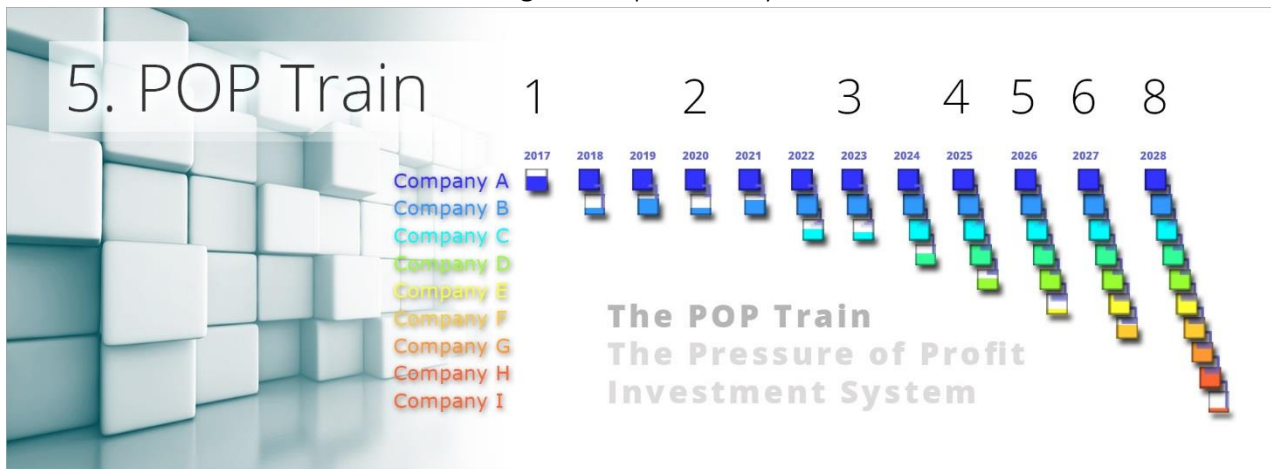 5. POP Train
1 2 3 4 5 6 8
2017 2018 2019 2020 2021 2022 2023 2024 2025 2026 2027 2028
Company A
Company B
Company C
Company D
Company E
Company F
Company G
Company H
Company I
The POP Train
The Pressure of Profit
Investment System